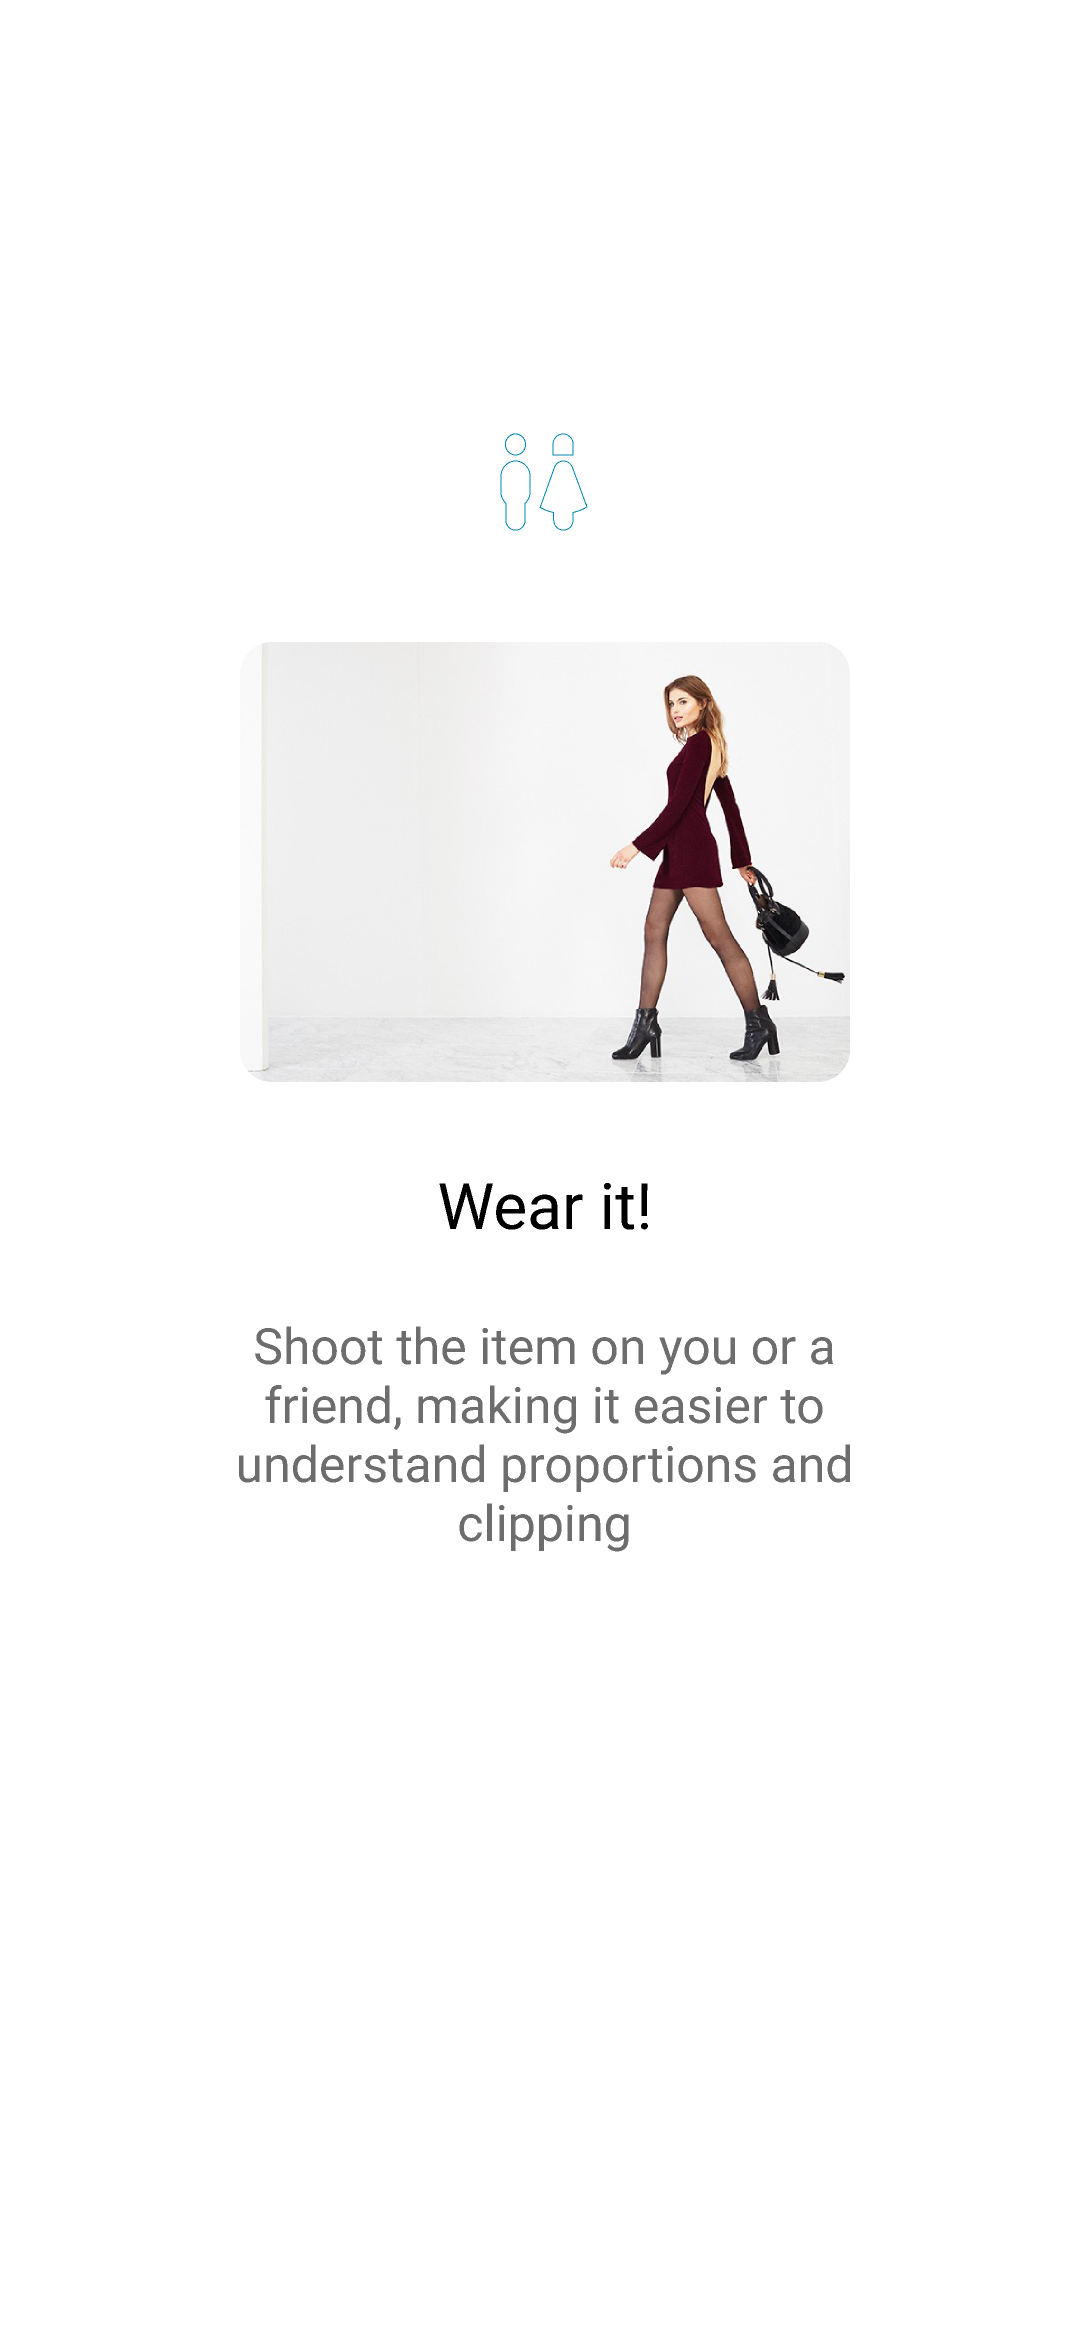 Wear it!
Shoot the item on you or a
friend, making it easier to
understand proportions and
clipping